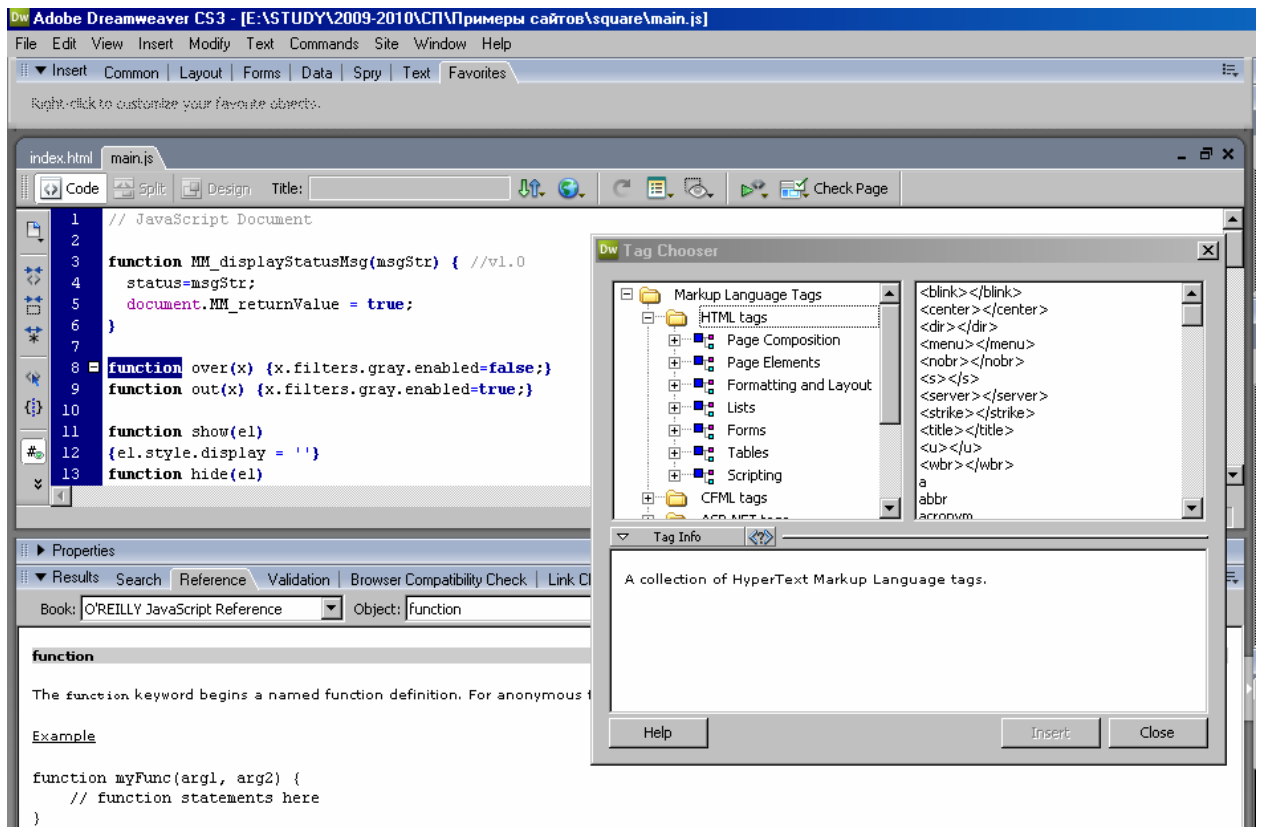 Dw Adobe Dreamweaver CS3 - [E:\STUDY\2009-2010\СП\Примеры сайтов\square\main.js]
File Edit View Insert Modify Text Commands Site Window Help
▼ Insert Common | Layout | Forms | Data | Spry | Text | Favorites
Right-click to customize your favorite objects.
index.html main.js
Code Split Design Title: Check Page
1 // JavaScript Document
2
3 function MM_displayStatusMsg(msgStr) { //v1.0
4 status=msgStr;
5 document.MM_returnValue = true;
6 }
7
8 function over(x) {x.filters.gray.enabled=false;}
9 function out(x) {x.filters.gray.enabled=true;}
10
11 function show(el)
12 {el.style.display = ''}
13 function hide(el)
Dw Tag Chooser
Markup Language Tags
HTML tags
Page Composition
Page Elements
Formatting and Layout
Lists
Forms
Tables
Scripting
CFML tags
ASP.NET tags
<blink></blink>
<center></center>
<dir></dir>
<menu></menu>
<nobr></nobr>
<s></s>
<server></server>
<strike></strike>
<title></title>
<u></u>
<wbr></wbr>
a
abbr
acronym
Tag Info
A collection of HyperText Markup Language tags.
Help Insert Close
Properties
Results Search Reference Validation | Browser Compatibility Check | Link
Book: O'REILLY JavaScript Reference Object: function
function
The function keyword begins a named function definition. For anonymous
Example
function myFunc(arg1, arg2) {
// function statements here
}